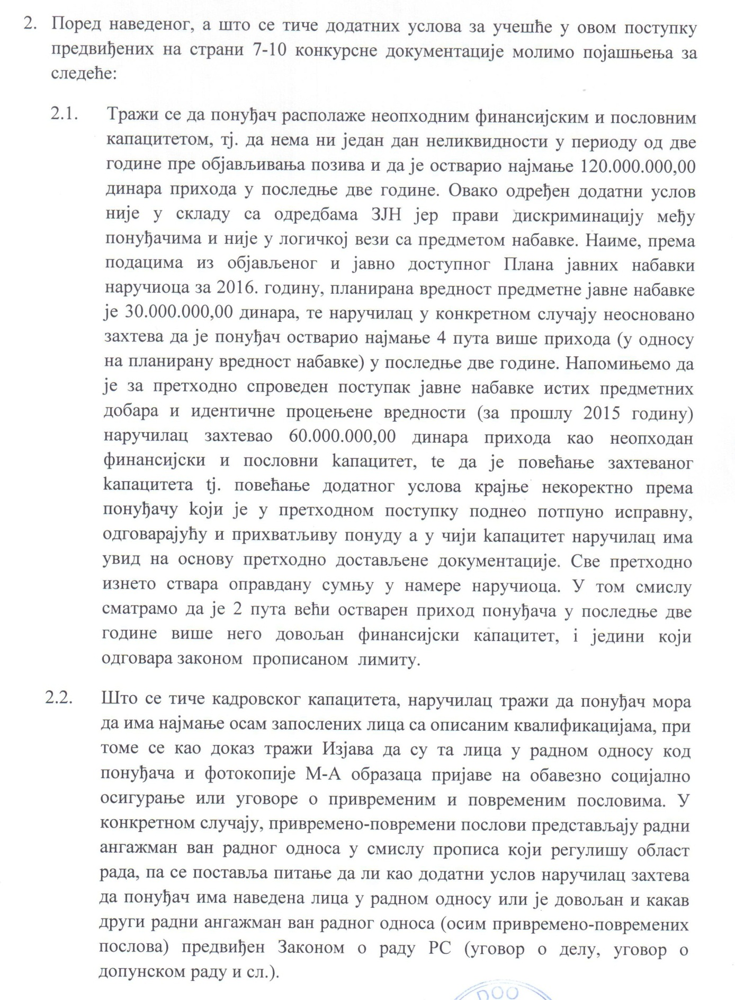 2. Поред наведеног, а што се тиче додатних услова за учешће у овом поступку
предвиђених на страни 7-10 конкурсне документације молимо појашњења за
следеће:
2.1. Тражи се да понуђач располаже неопходним финансијским и пословним
капацитетом, тј. да нема ни један дан неликвидности у периоду од две
године пре објављивања позива и да је остварио најмање 120.000.000,00
динара прихода у последње две године. Овако одређен додатни услов
није у складу са одредбама ЗЈН јер прави дискриминацију међу
понуђачима и није у логичкој вези са предметом набавке. Наиме, према
подацима из објављеног и јавно доступног Плана јавних набавки
наручиоца за 2016. годину, планирана вредност предметне јавне набавке
је 30.000.000,00 динара, те наручилац у конкретном случају неосновано
захтева да је понуђач остварио најмање 4 пута више прихода (у односу
на планирану вредност набавке) у последње две године. Напомињемо да
је за претходно спроведен поступак јавне набавке истих предметних
добара и идентичне процењене вредности (за прошлу 2015 годину)
наручилац захтевао 60.000.000,00 динара прихода као неопходан
финансијски и пословни kапацитет, te да је повећање захтеваног
kапацитета tj. повећање додатног услова крајње некоректно према
понуђачу kоји је у претходном поступку поднео потпуно исправну,
одговарајућу и прихватљиву понуду а у чији kапацитет наручилац има
увид на основу претходно достављене документације. Све претходно
изнето ствара оправдану сумњу у намере наручиоца. У том смислу
сматрамо да је 2 пута већи остварен приход понуђача у последње две
године више него довољан финансијски капацитет, i једини који
одговара законом прописаном лимиту.
2.2. Што се тиче кадровског капацитета, наручилац тражи да понуђач мора
да има најмање осам запослених лица са описаним квалификацијама, при
томе се као доказ тражи Изјава да су та лица у радном односу код
понуђача и фотокопије М-А образаца пријаве на обавезно социјално
осигурање или уговоре о привременим и повременим пословима. У
конкретном случају, привремено-повремени послови представљају радни
ангажман ван радног односа у смислу прописа који регулишу област
рада, па се поставља питање да ли као додатни услов наручилац захтева
да понуђач има наведена лица у радном односу или је довољан и какав
други радни ангажман ван радног односа (осим привремено-повремених
послова) предвиђен Законом о раду РС (уговор о делу, уговор о
допунском раду и сл.).
DOO